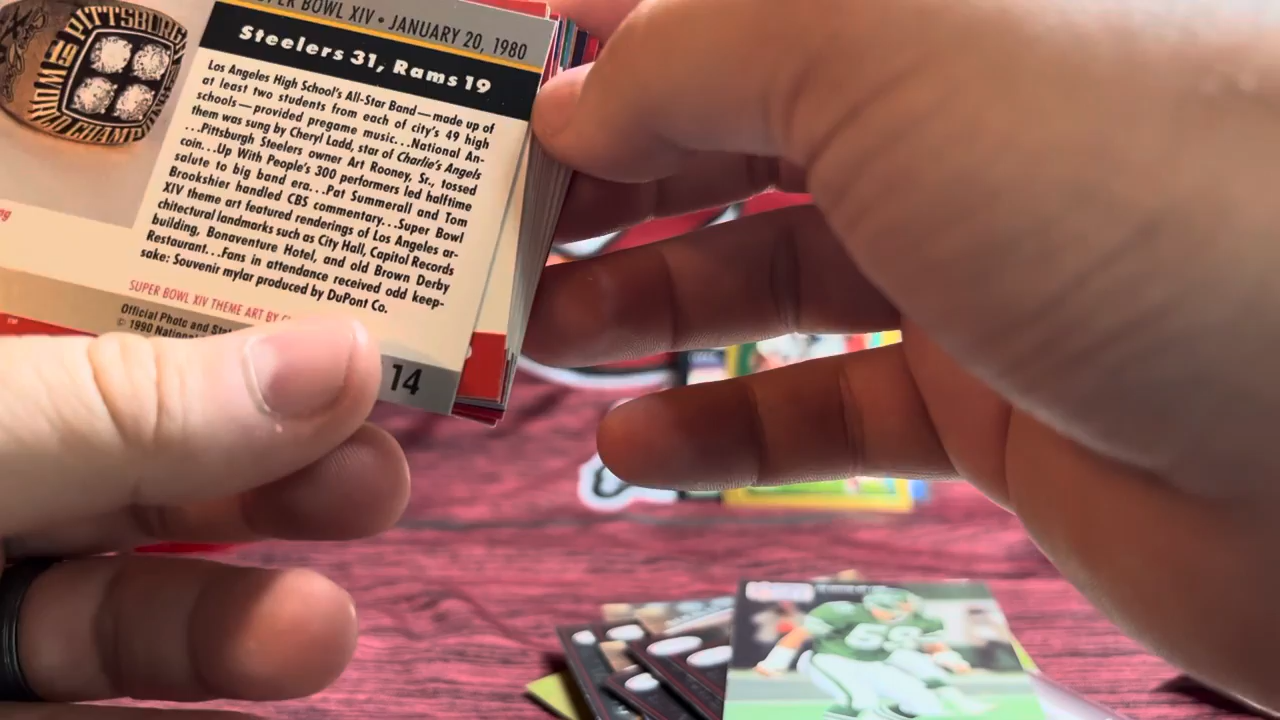 BOWL XIV • JANUARY 20, 1980
Steelers 31, Rams 19
Los Angeles High School's All-Star Band—made up of
at least two students from each of city's 49 high
schools—provided pregame music...National An-
them was sung by Cheryl Ladd, star of Charlie's Angels
...Pittsburgh Steelers owner Art Rooney, Sr., tossed
coin...Up With People's 300 performers led halftime
salute to big band era...Pat Summerall and Tom
Brookshier handled CBS commentary...Super Bowl
XIV theme art featured renderings of Los Angeles ar-
chitectural landmarks such as City Hall, Capitol Records
building, Bonaventure Hotel, and old Brown Derby
Restaurant...Fans in attendance received odd keep-
sake: Souvenir mylar produced by DuPont Co.
SUPER BOWL XIV THEME ART BY
Official Photo and
© 1990 National
14
PITTSBURGH